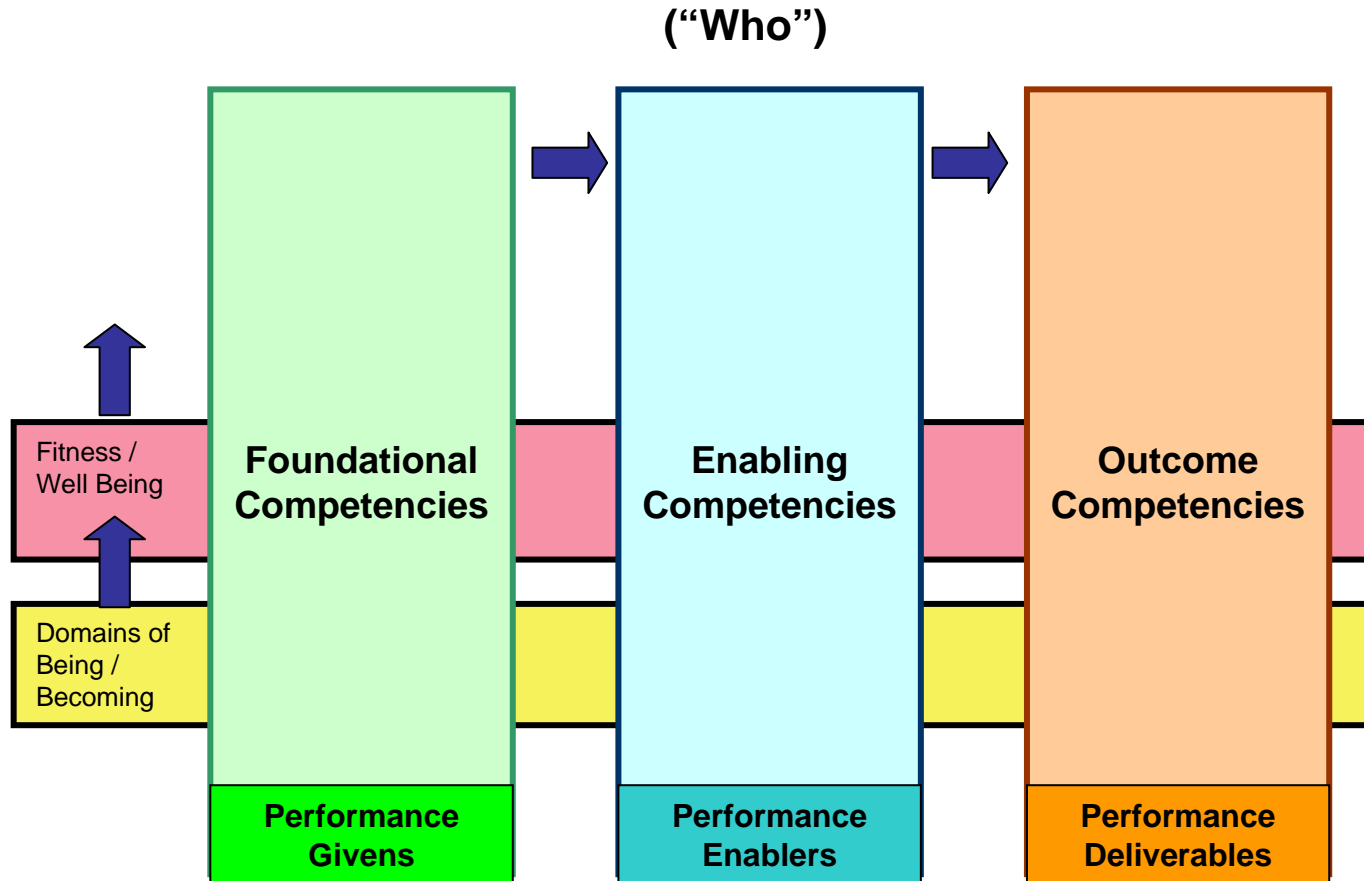 (“Who”)
Fitness /
Well Being
Foundational
Competencies
Enabling
Competencies
Outcome
Competencies
Domains of
Being /
Becoming
Performance
Givens
Performance
Enablers
Performance
Deliverables